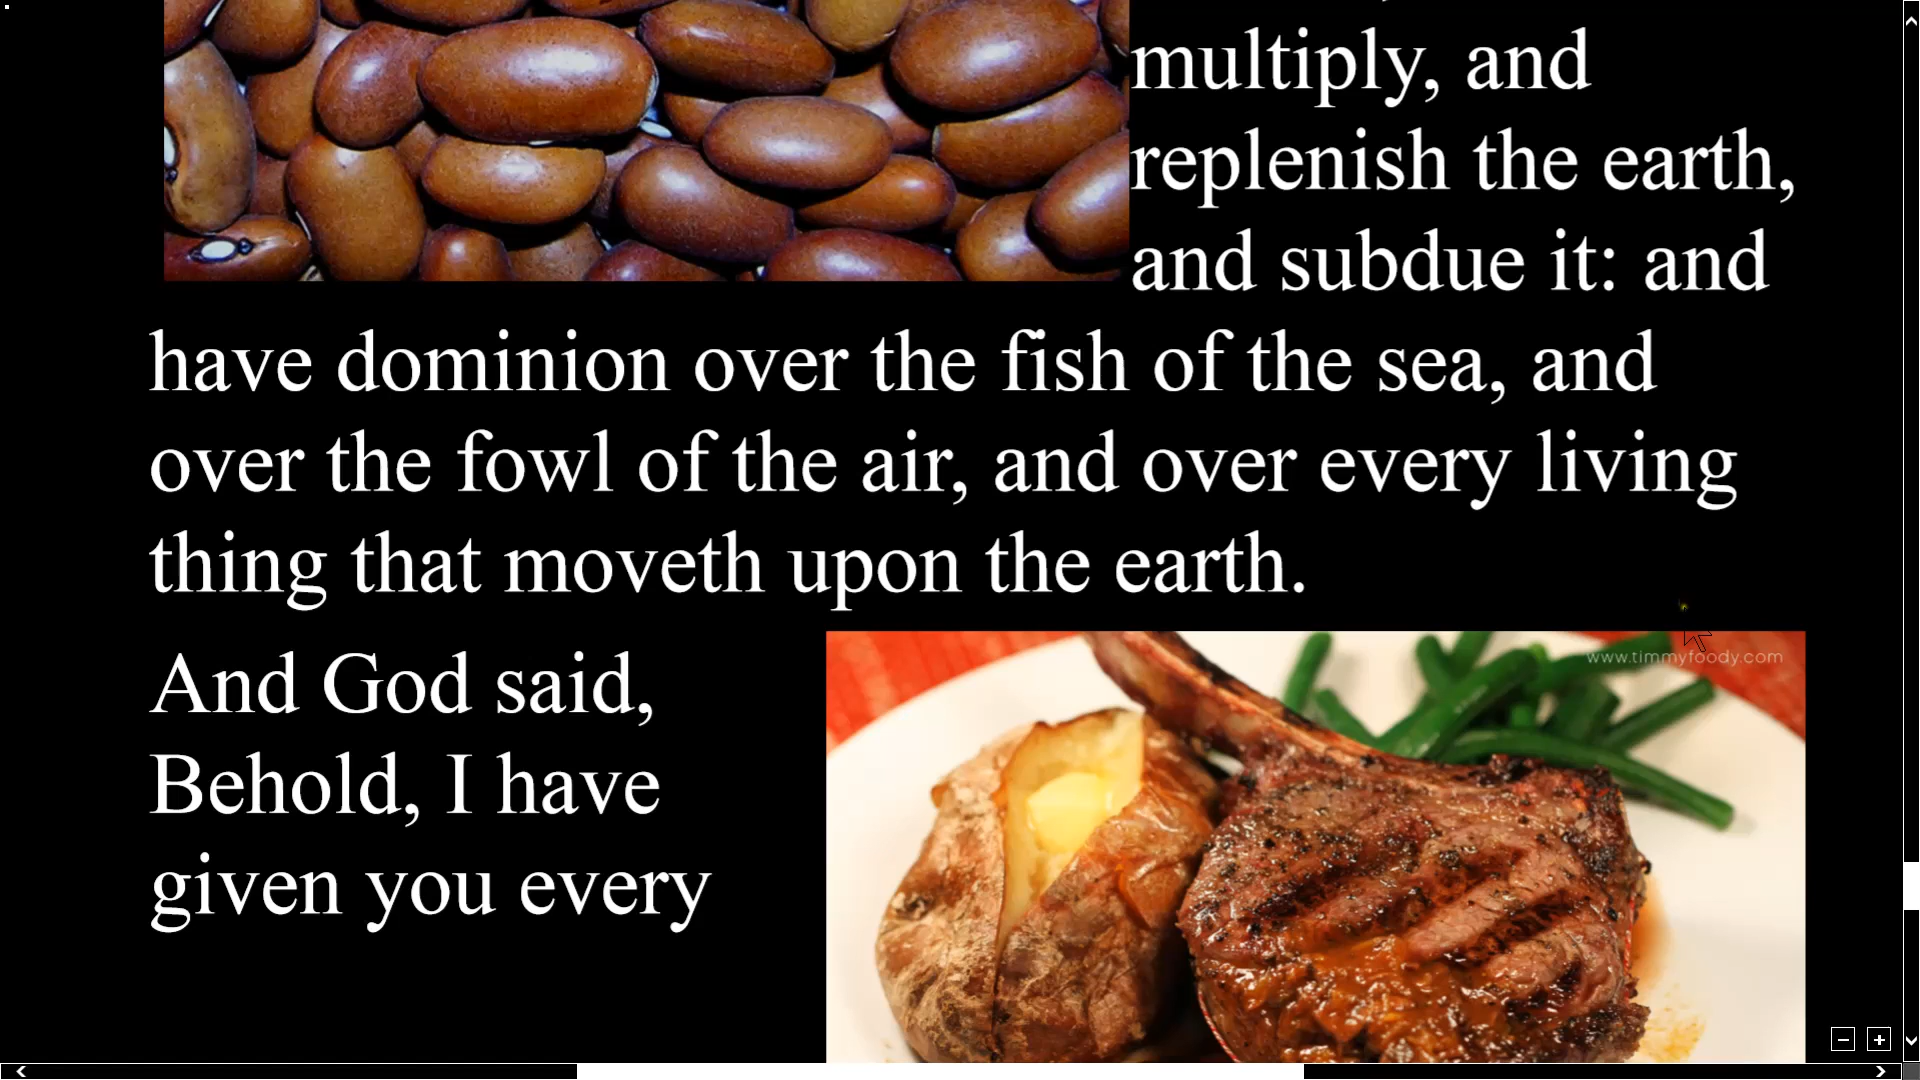 multiply, and
replenish the earth,
and subdue it: and
have dominion over the fish of the sea, and
over the fowl of the air, and over every living
thing that moveth upon the earth.
And God said,
Behold, I have
given you every
www.timmyfoody.com